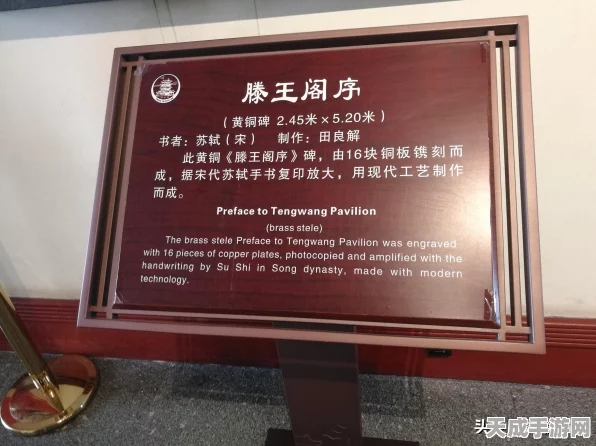 滕王阁序
（黄铜碑 2.45米×5.20米）
书者：苏轼（宋） 制作：田良解
此黄铜《滕王阁序》碑，由16块铜板镌刻而
成，据宋代苏轼手书复印放大，用现代工艺制作
而成。
Preface to Tengwang Pavilion
(brass stele)
The brass stele Preface to Tengwang Pavilion was engraved
with 16 pieces of copper plates, photocopied and amplified with the
handwriting by Su Shi in Song dynasty, made with modern
technology.
头条
天成手游网